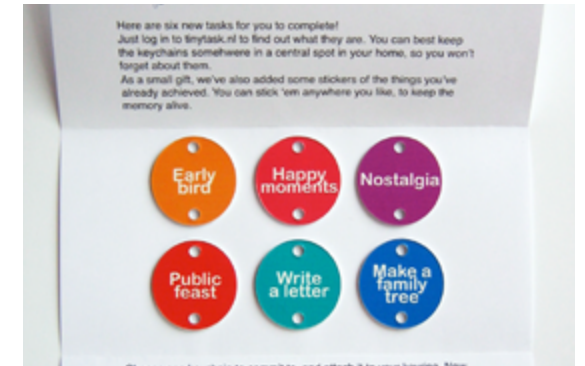 Here are six new tasks for you to complete!
Just log in to tinytask.nl to find out what they are. You can best keep
the keychains somehwere in a central spot in your home, so you won't
forget about them.
As a small gift, we've also added some stickers of the things you've
already achieved. You can stick 'em anywhere you like, to keep the
memory alive.
Early
bird
Happy
moments
Nostalgia
Public
feast
Write
a letter
Make a
family
tree